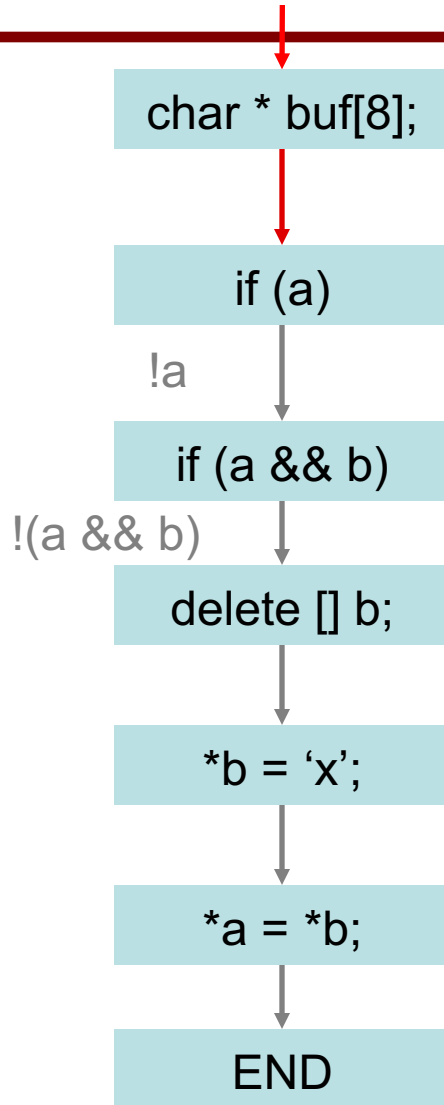 char * buf[8];
if (a)
!a
if (a && b)
!(a && b)
delete [] b;
*b = ‘x’;
*a = *b;
END